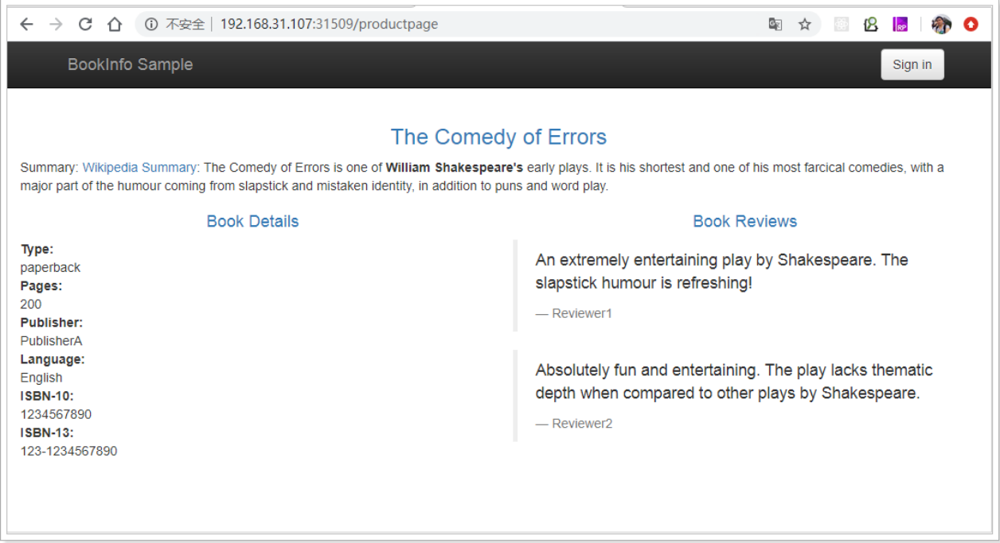 不安全 | 192.168.31.107:31509/productpage
BookInfo Sample
Sign in
The Comedy of Errors
Summary: Wikipedia Summary: The Comedy of Errors is one of William Shakespeare's early plays. It is his shortest and one of his most farcical comedies, with a
major part of the humour coming from slapstick and mistaken identity, in addition to puns and word play.
Book Details
Type:
paperback
Pages:
200
Publisher:
PublisherA
Language:
English
ISBN-10:
1234567890
ISBN-13:
123-1234567890
Book Reviews
An extremely entertaining play by Shakespeare. The
slapstick humour is refreshing!
— Reviewer1
Absolutely fun and entertaining. The play lacks thematic
depth when compared to other plays by Shakespeare.
— Reviewer2
RP